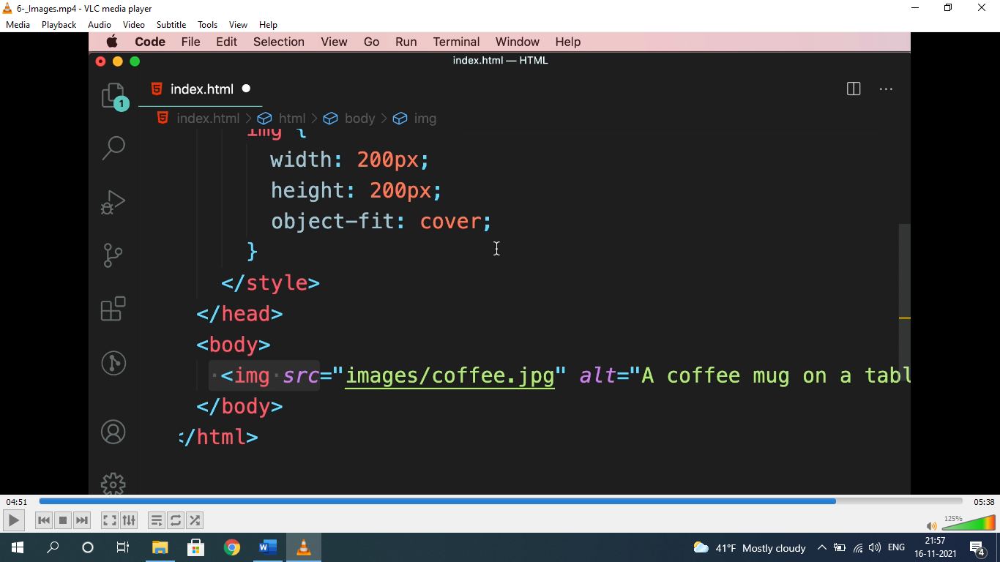 6-_Images.mp4 - VLC media player
Media Playback Audio Video Subtitle Tools View Help
Code File Edit Selection View Go Run Terminal Window Help
index.html — HTML
index.html
1
index.html > html > body > img
img {
width: 200px;
height: 200px;
object-fit: cover;
}
</style>
</head>
<body>
<img src="images/coffee.jpg" alt="A coffee mug on a tabl
</body>
</html>
04:51
05:38
125%
41°F Mostly cloudy
ENG
21:57
16-11-2021
4